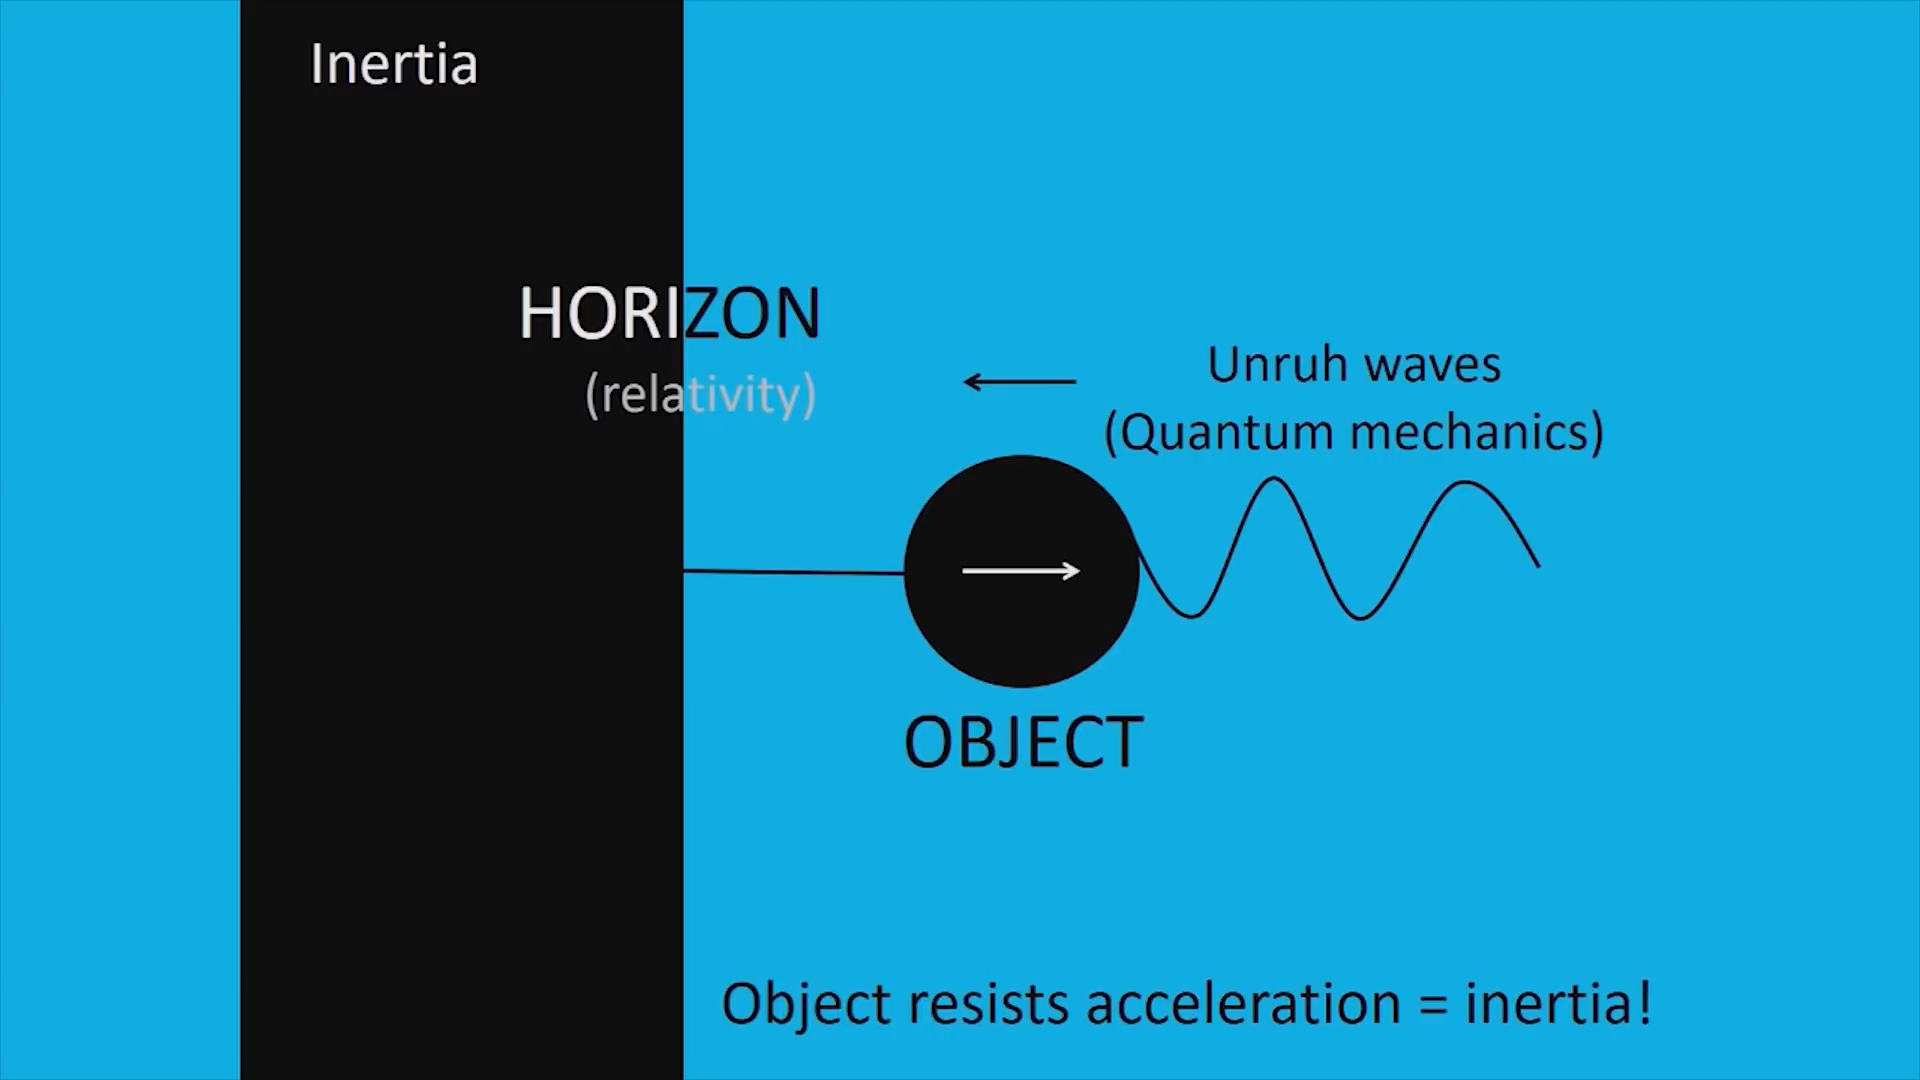 Inertia
HORIZON
(relativity)
Unruh waves
(Quantum mechanics)
OBJECT
Object resists acceleration = inertia!